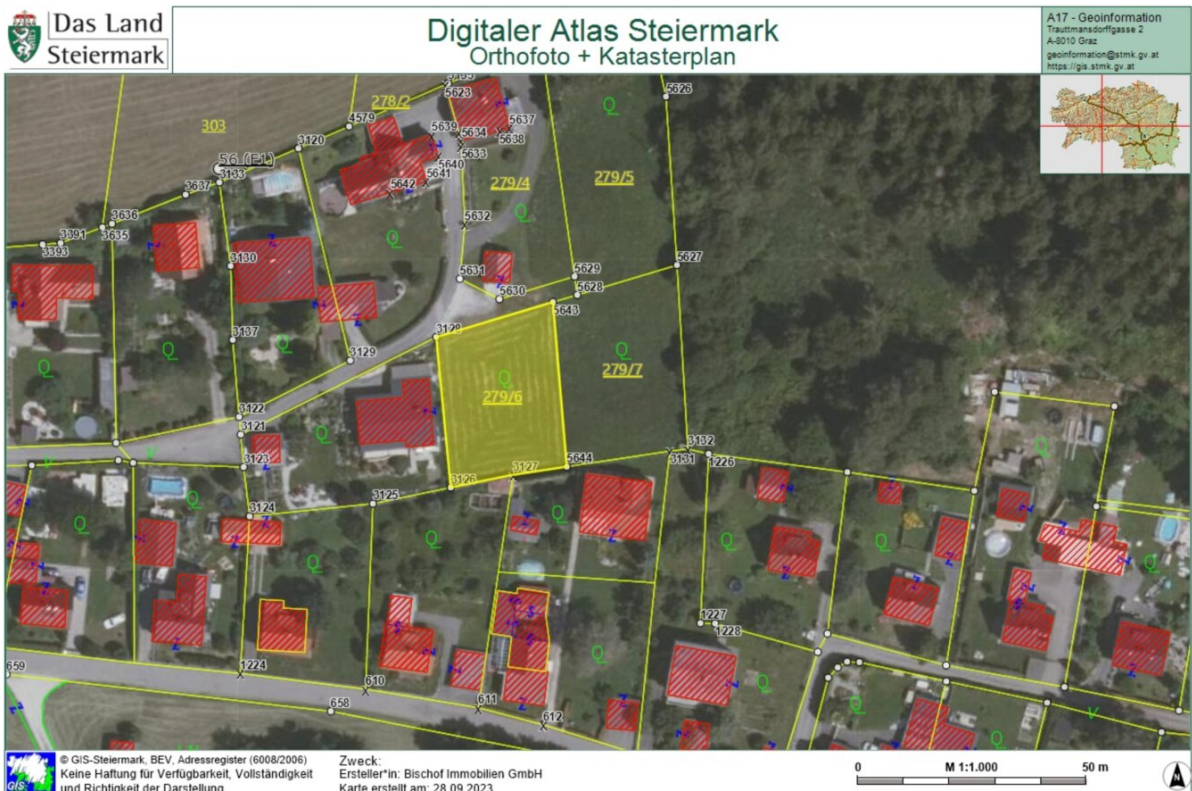 Das Land
Steiermark
Digitaler Atlas Steiermark
Orthofoto + Katasterplan
A17 - Geoinformation
Trauttmansdorffgasse 2
A-8010 Graz
geoinformation@stmk.gv.at
https://gis.stmk.gv.at
5626
5623
278/2
4579
303
5639
5634
5637
5638
3120
5633
56 (E1)
5640
3133
5641
279/4
279/5
5642
3637
3636
5632
3635
3391
3393
3130
5627
5631
5629
5628
5630
5643
3128
3137
3129
279/7
279/6
3122
3121
3132
3131
1226
3123
5644
3127
3126
3125
3124
1227
1228
659
1224
610
658
611
612
© GIS-Steiermark, BEV, Adressregister (6008/2006)
Keine Haftung für Verfügbarkeit, Vollständigkeit
und Richtigkeit der Darstellung
GIS
Zweck:
Ersteller*in: Bischof Immobilien GmbH
Karte erstellt am: 28.09.2023
0 M 1:1.000 50 m
N